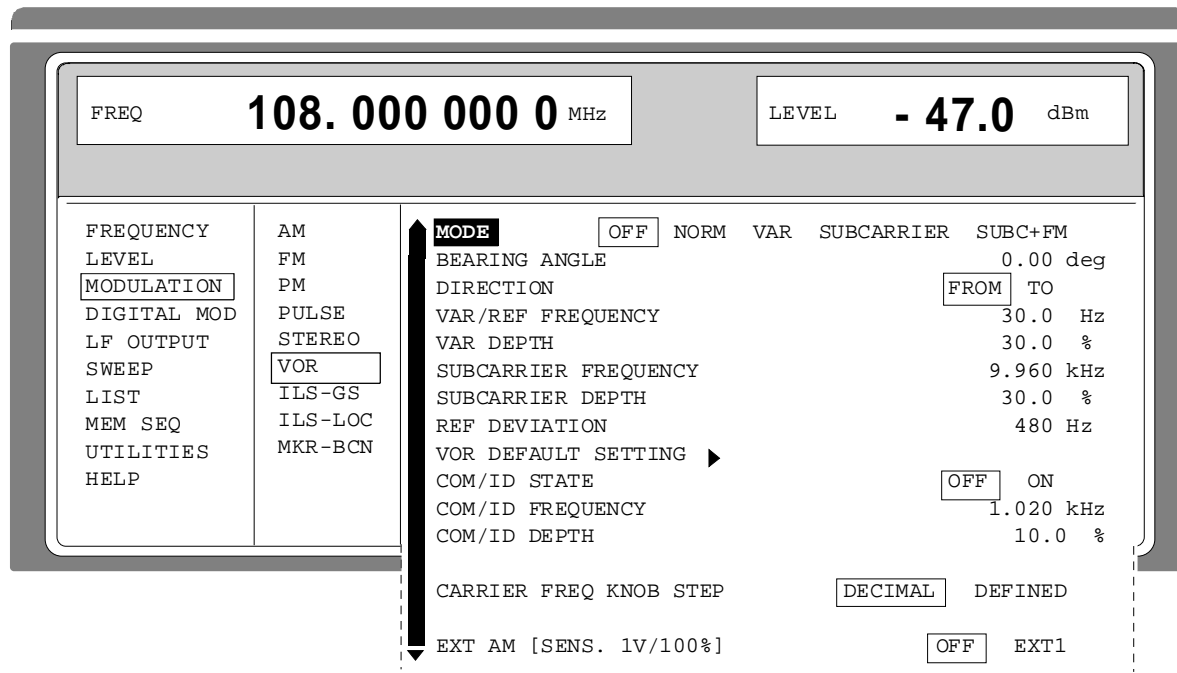 FREQ 108. 000 000 0 MHz LEVEL - 47.0 dBm
FREQUENCY
LEVEL
MODULATION
DIGITAL MOD
LF OUTPUT
SWEEP
LIST
MEM SEQ
UTILITIES
HELP
AM
FM
PM
PULSE
STEREO
VOR
ILS-GS
ILS-LOC
MKR-BCN
MODE OFF NORM VAR SUBCARRIER SUBC+FM
BEARING ANGLE 0.00 deg
DIRECTION FROM TO
VAR/REF FREQUENCY 30.0 Hz
VAR DEPTH 30.0 %
SUBCARRIER FREQUENCY 9.960 kHz
SUBCARRIER DEPTH 30.0 %
REF DEVIATION 480 Hz
VOR DEFAULT SETTING
COM/ID STATE OFF ON
COM/ID FREQUENCY 1.020 kHz
COM/ID DEPTH 10.0 %
CARRIER FREQ KNOB STEP DECIMAL DEFINED
EXT AM [SENS. 1V/100%] OFF EXT1